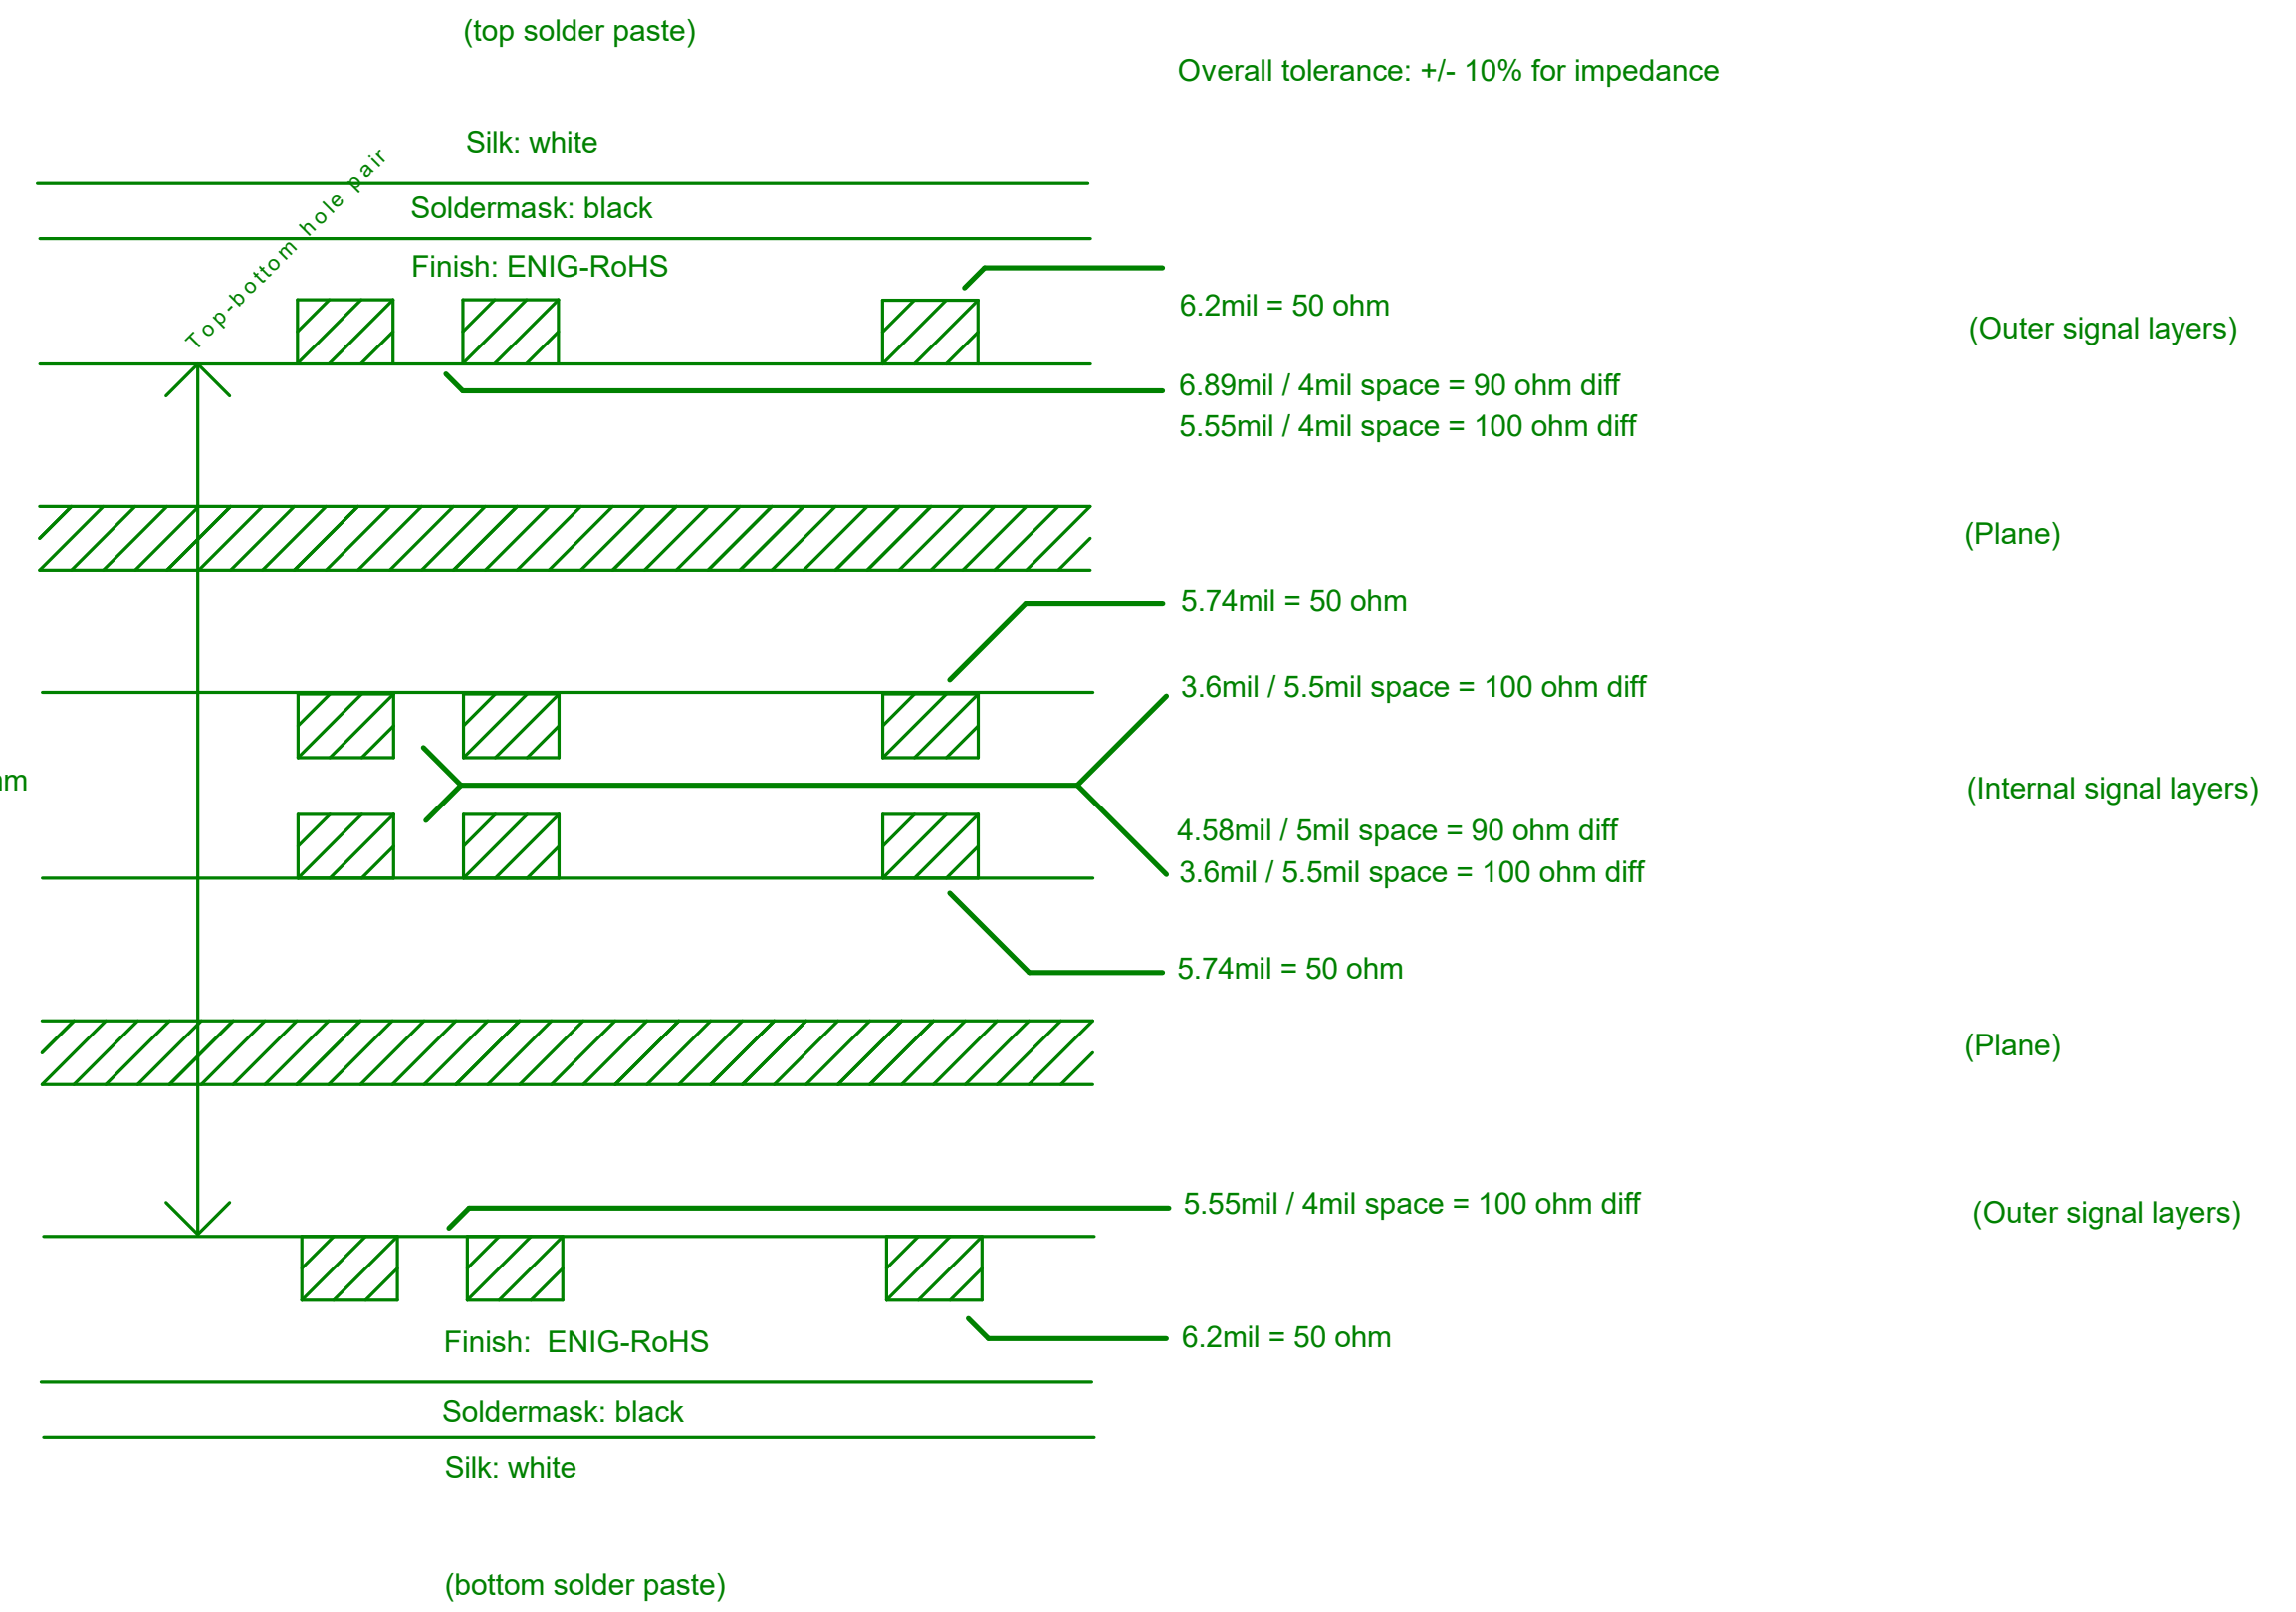 (top solder paste)
Overall tolerance: +/- 10% for impedance
Silk: white
Top-bottom hole pair
Soldermask: black
Finish: ENIG-RoHS
6.2mil = 50 ohm
(Outer signal layers)
6.89mil / 4mil space = 90 ohm diff
5.55mil / 4mil space = 100 ohm diff
(Plane)
5.74mil = 50 ohm
3.6mil / 5.5mil space = 100 ohm diff
(Internal signal layers)
4.58mil / 5mil space = 90 ohm diff
3.6mil / 5.5mil space = 100 ohm diff
5.74mil = 50 ohm
(Plane)
5.55mil / 4mil space = 100 ohm diff
(Outer signal layers)
Finish:  ENIG-RoHS
6.2mil = 50 ohm
Soldermask: black
Silk: white
(bottom solder paste)